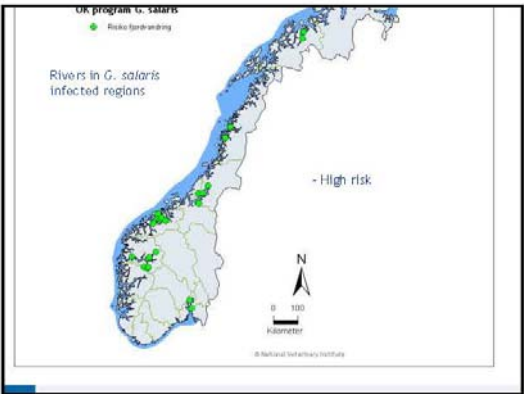 OK program G. salaris
Risiko fjordvandring
Rivers in G. salaris
infected regions
- High risk
N
0 100
Kilometer
© National Veterinary Institute